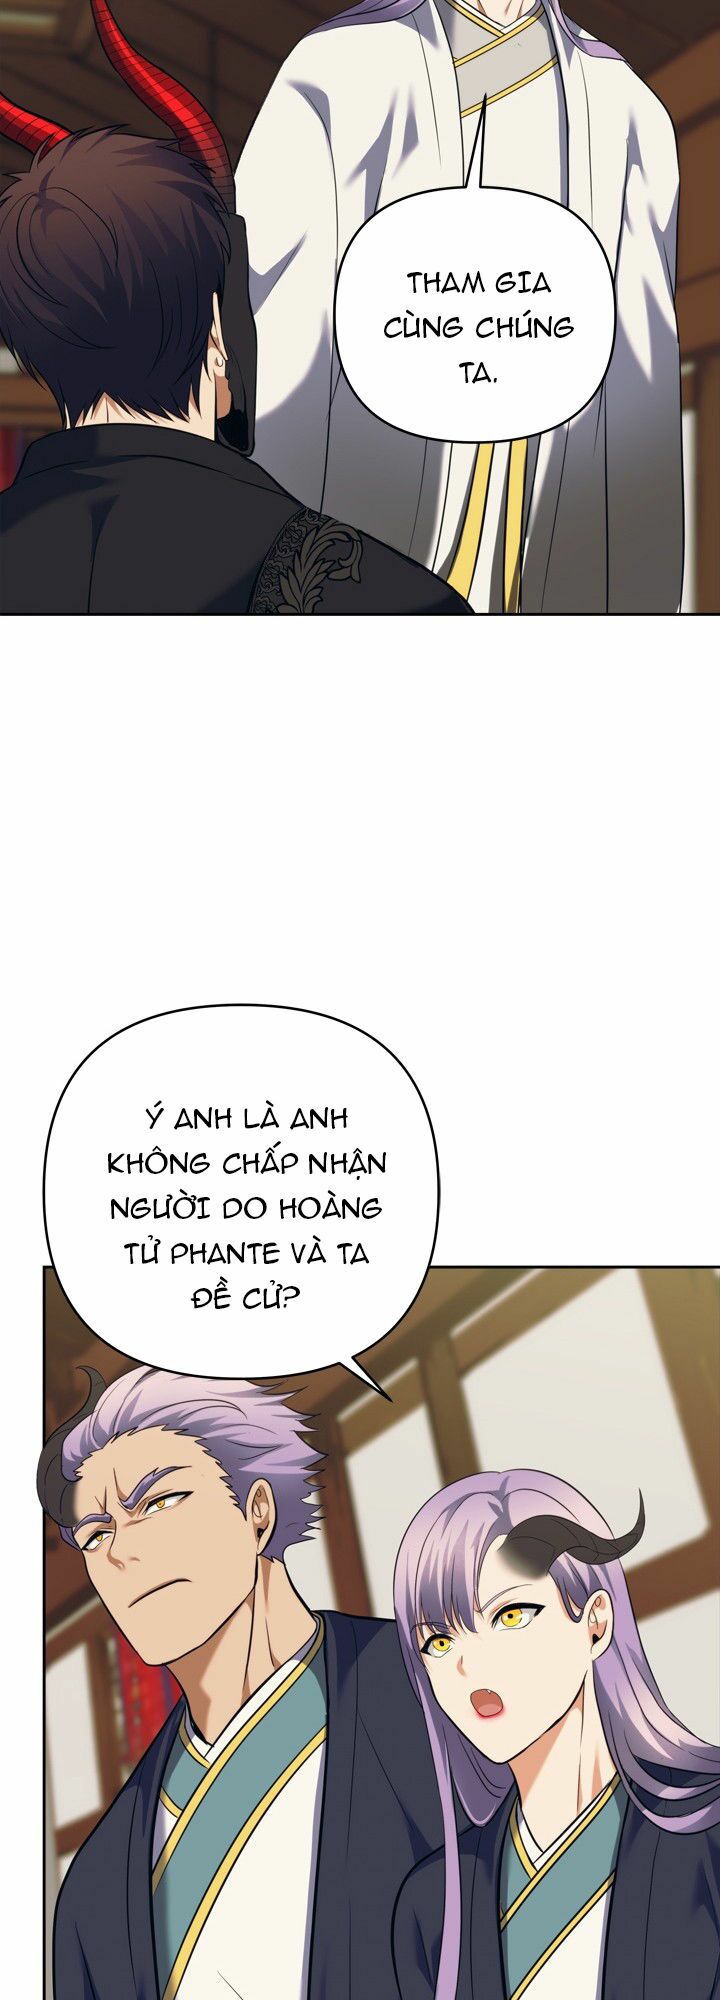 THAM GIA
CÙNG CHÚNG
TA.
Ý ANH LÀ ANH
KHÔNG CHẤP NHẬN
NGƯỜI DO HOÀNG
TỬ PHANTE VÀ TA
ĐỀ CỬ?